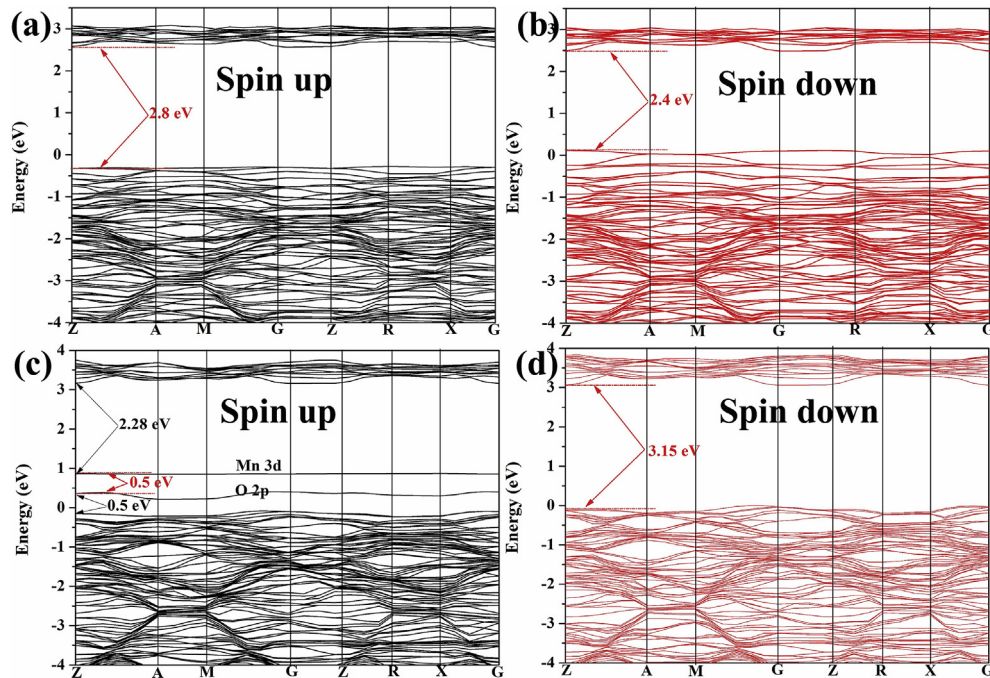 (a)
Spin up
2.8 eV
Energy (eV)
3
2
1
0
-1
-2
-3
-4
Z A M G Z R X G
(b)
Spin down
2.4 eV
Energy (eV)
3
2
1
0
-1
-2
-3
-4
Z A M G R X G
(c)
Spin up
2.28 eV
Mn 3d
0.5 eV
O 2p
0.5 eV
Energy (eV)
4
3
2
1
0
-1
-2
-3
-4
Z A M G Z R X G
(d)
Spin down
3.15 eV
Energy (eV)
4
3
2
1
0
-1
-2
-3
-4
Z A M G Z R X G